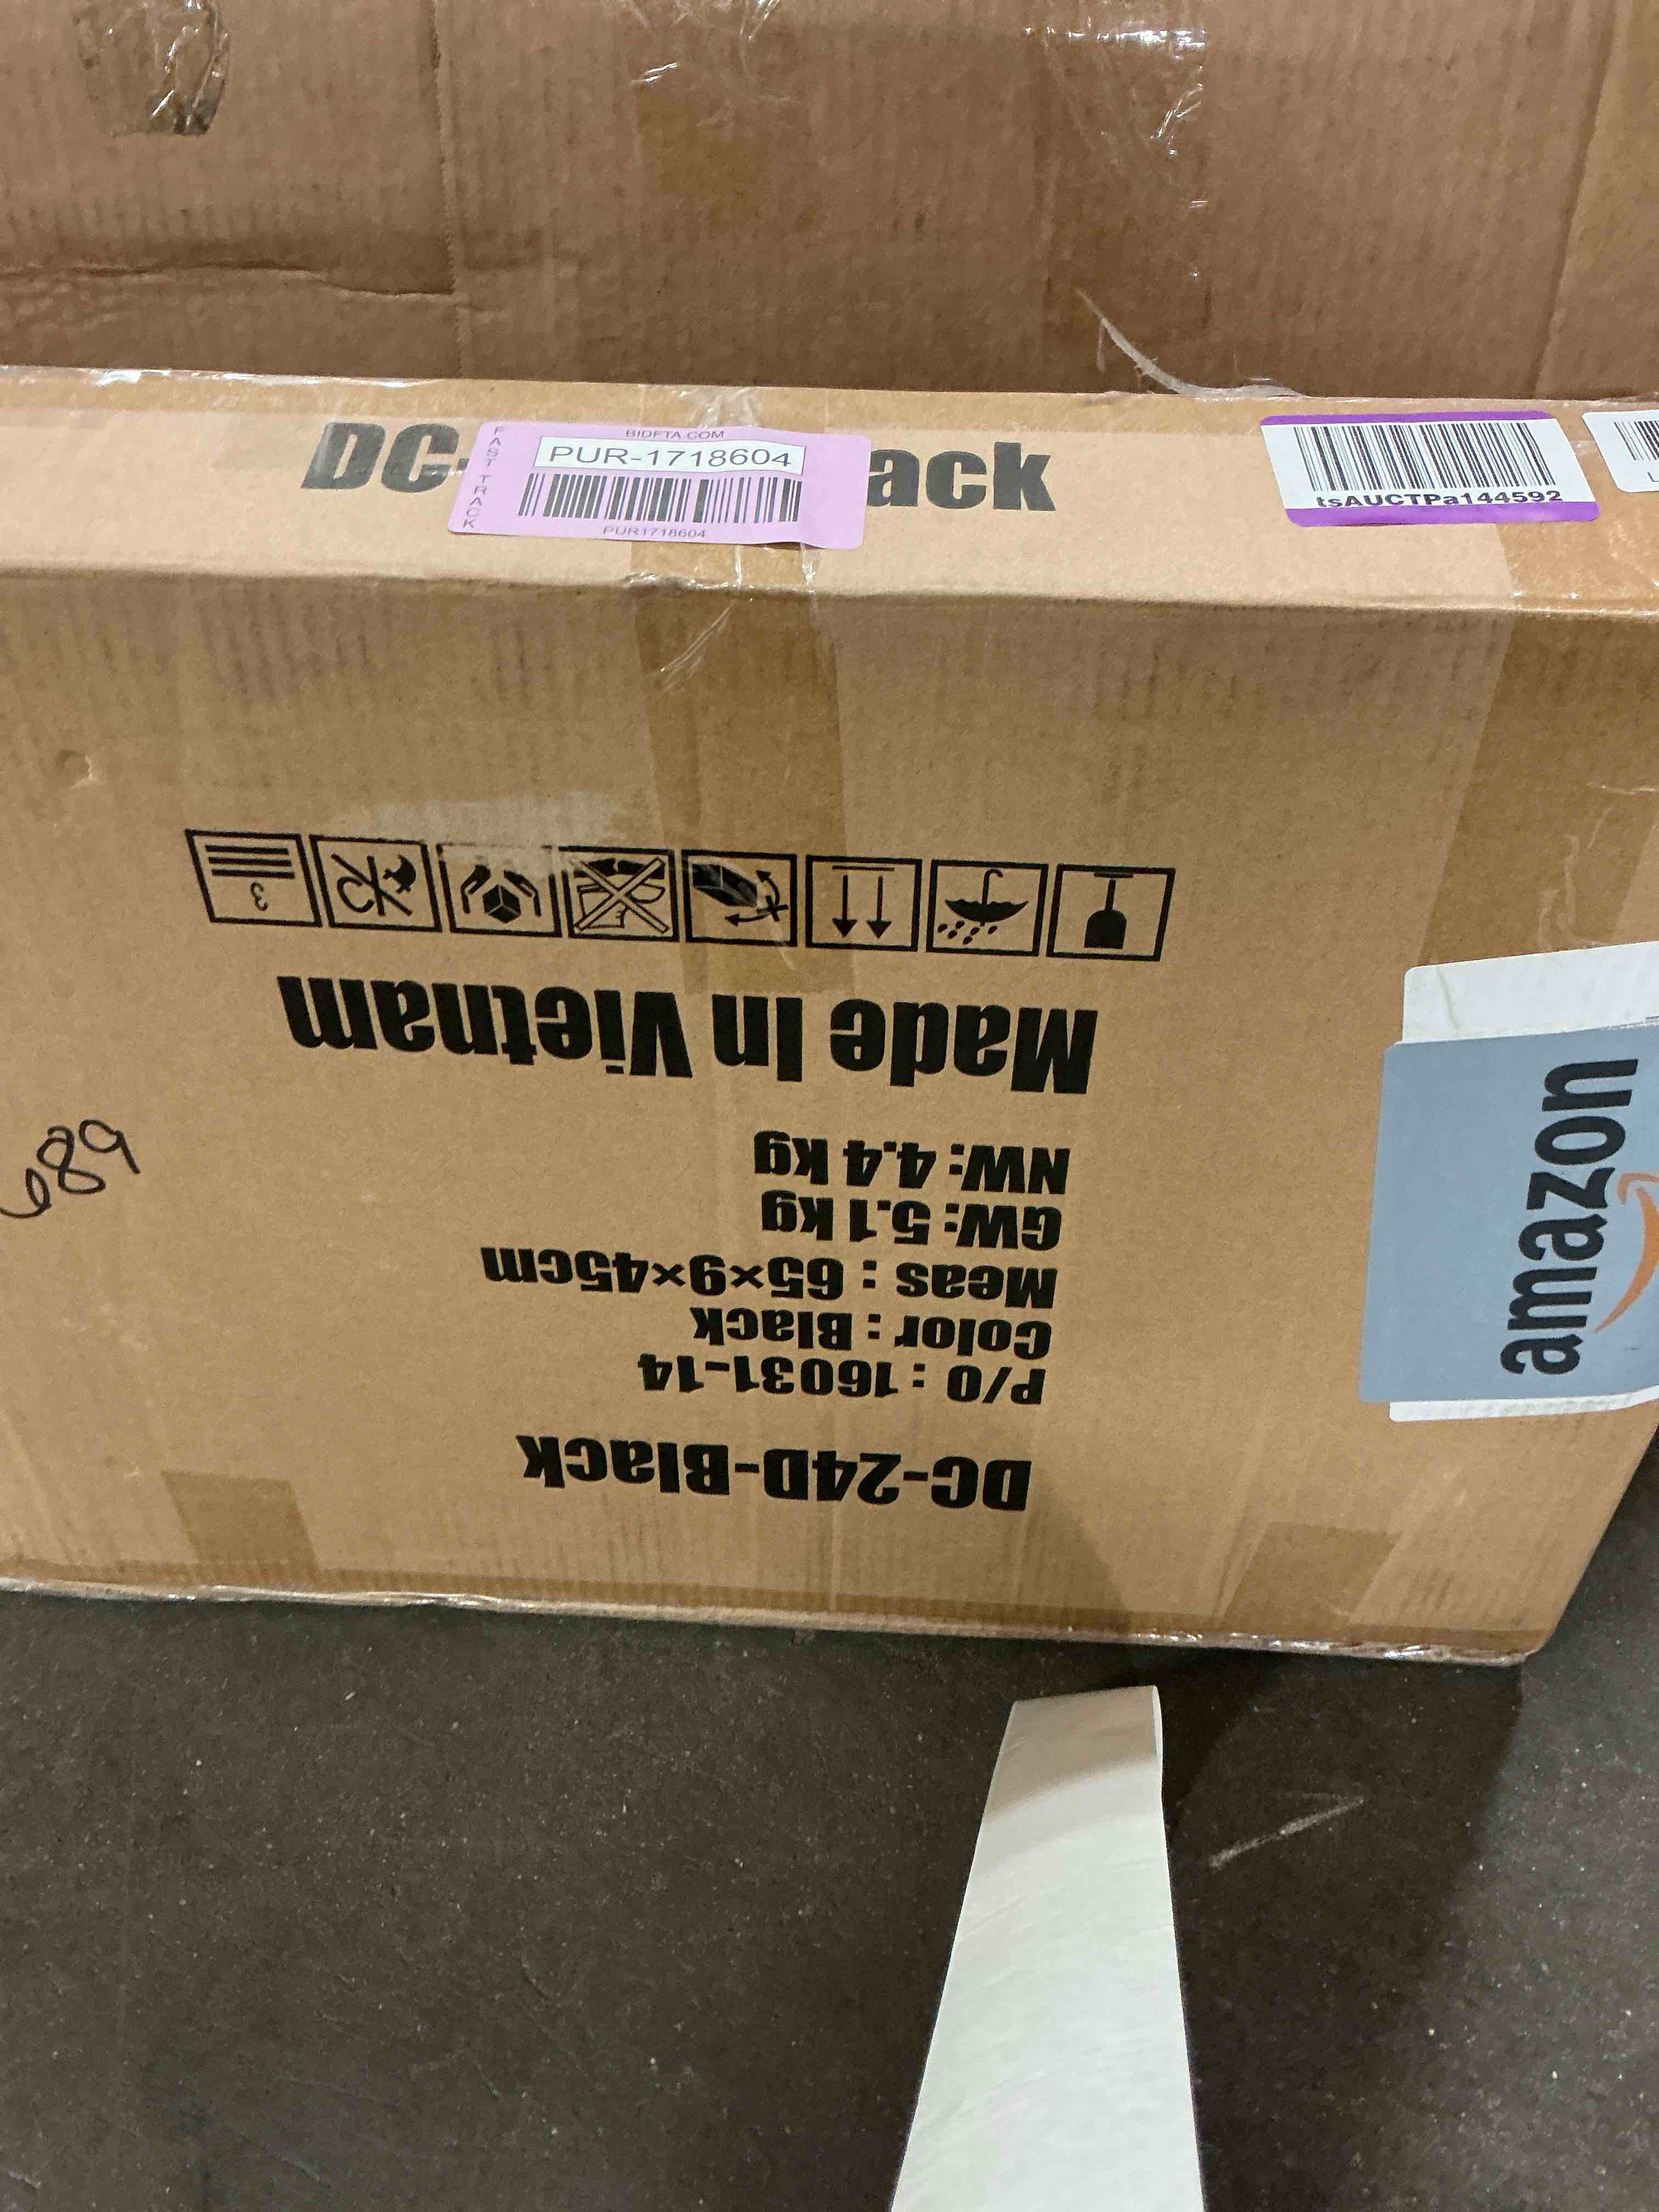 BIDFTA.COM
FAST TRACK
PUR-1718604
PUR1718604
DC-
ack
tsAUCTPa144592
L
3
Made In Vietnam
NW: 4.4 kg
GW: 5.1 kg
Meas : 65×9×45cm
Color : Black
P/O : 16031-14
DC-24D-Black
amazon
689